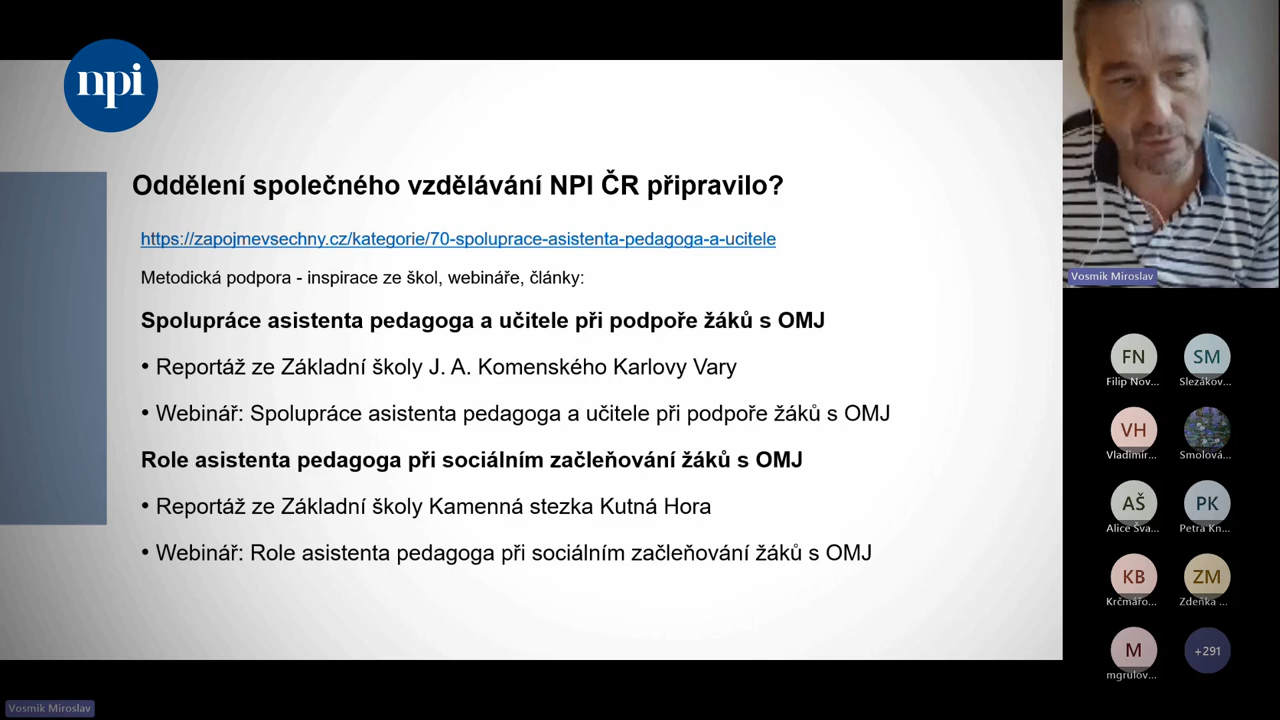 npi
Oddělení společného vzdělávání NPI ČR připravilo?
https://zapojmevsechny.cz/kategorie/70-spoluprace-asistenta-pedagoga-a-ucitele
Metodická podpora - inspirace ze škol, webináře, články:
Spolupráce asistenta pedagoga a učitele při podpoře žáků s OMJ
• Reportáž ze Základní školy J. A. Komenského Karlovy Vary
• Webinář: Spolupráce asistenta pedagoga a učitele při podpoře žáků s OMJ
Role asistenta pedagoga při sociálním začleňování žáků s OMJ
• Reportáž ze Základní školy Kamenná stezka Kutná Hora
• Webinář: Role asistenta pedagoga při sociálním začleňování žáků s OMJ
Vosmik Miroslav
FN SM
Filip Nov... Slezákov...
VH
Vladimír... Smolová...
AŠ PK
Alice Šva... Petra Kn...
KB ZM
Krčmářo... Zdeňka ...
M +291
mgrulov...
Vosmik Miroslav